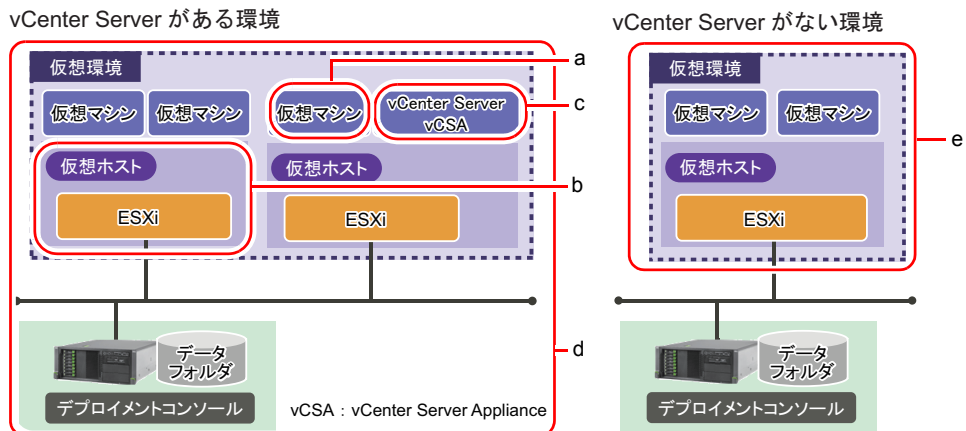 vCenter Server がある環境
仮想環境
仮想マシン
仮想マシン
仮想マシン
vCenter Server
vCSA
仮想ホスト
ESXi
仮想ホスト
ESXi
a
c
b
d
データ
フォルダ
デプロイメントコンソール
vCSA：vCenter Server Appliance
vCenter Server がない環境
仮想環境
仮想マシン
仮想マシン
仮想ホスト
ESXi
e
データ
フォルダ
デプロイメントコンソール